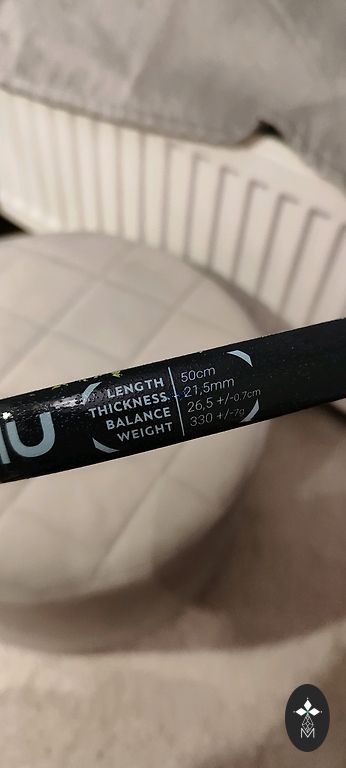 IU
LENGTH 50cm
THICKNESS 21,5mm
BALANCE 26,5 +/-0.7cm
WEIGHT 330 +/-7g
M